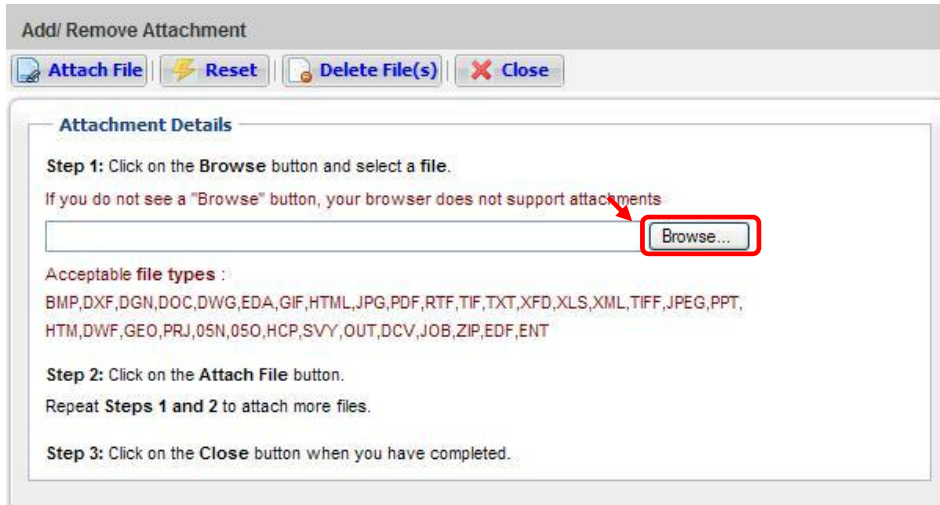 Add/ Remove Attachment
Attach File Reset Delete File(s) Close
Attachment Details
Step 1: Click on the Browse button and select a file.
If you do not see a "Browse" button, your browser does not support attachments
Browse...
Acceptable file types :
BMP,DXF,DGN,DOC,DWG,EDA,GIF,HTML,JPG,PDF,RTF,TIF,TXT,XFD,XLS,XML,TIFF,JPEG,PPT,
HTM,DWF,GEO,PRJ,05N,05O,HCP,SVY,OUT,DCV,JOB,ZIP,EDF,ENT
Step 2: Click on the Attach File button.
Repeat Steps 1 and 2 to attach more files.
Step 3: Click on the Close button when you have completed.